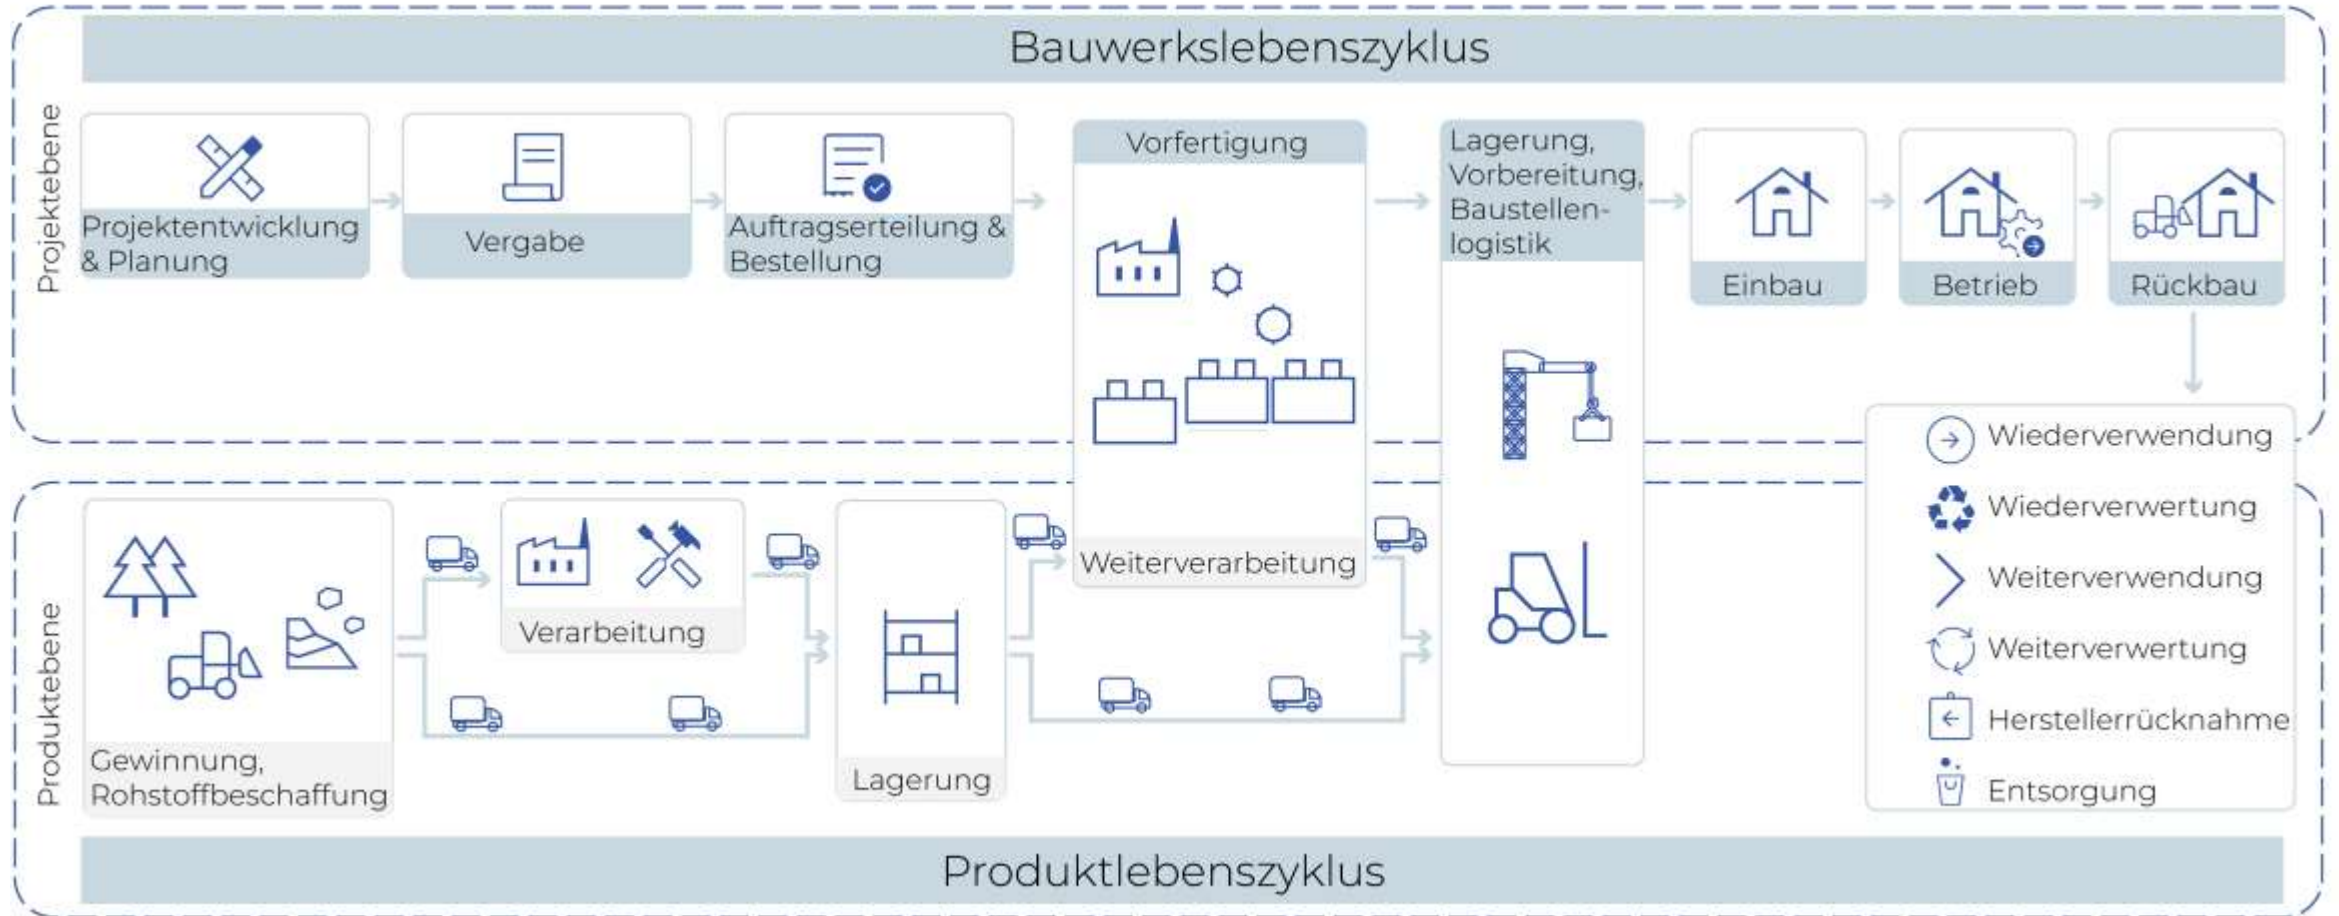 Bauwerkslebenszyklus
Projektebene
Projektentwicklung
& Planung
Vergabe
Auftragserteilung &
Bestellung
Vorfertigung
Lagerung,
Vorbereitung,
Baustellen-
logistik
Einbau
Betrieb
Rückbau
Produktebene
Gewinnung,
Rohstoffbeschaffung
Verarbeitung
Lagerung
Weiterverarbeitung
Wiederverwendung
Wiederverwertung
Weiterverwendung
Weiterverwertung
Herstellerrücknahme
Entsorgung
Produktlebenszyklus